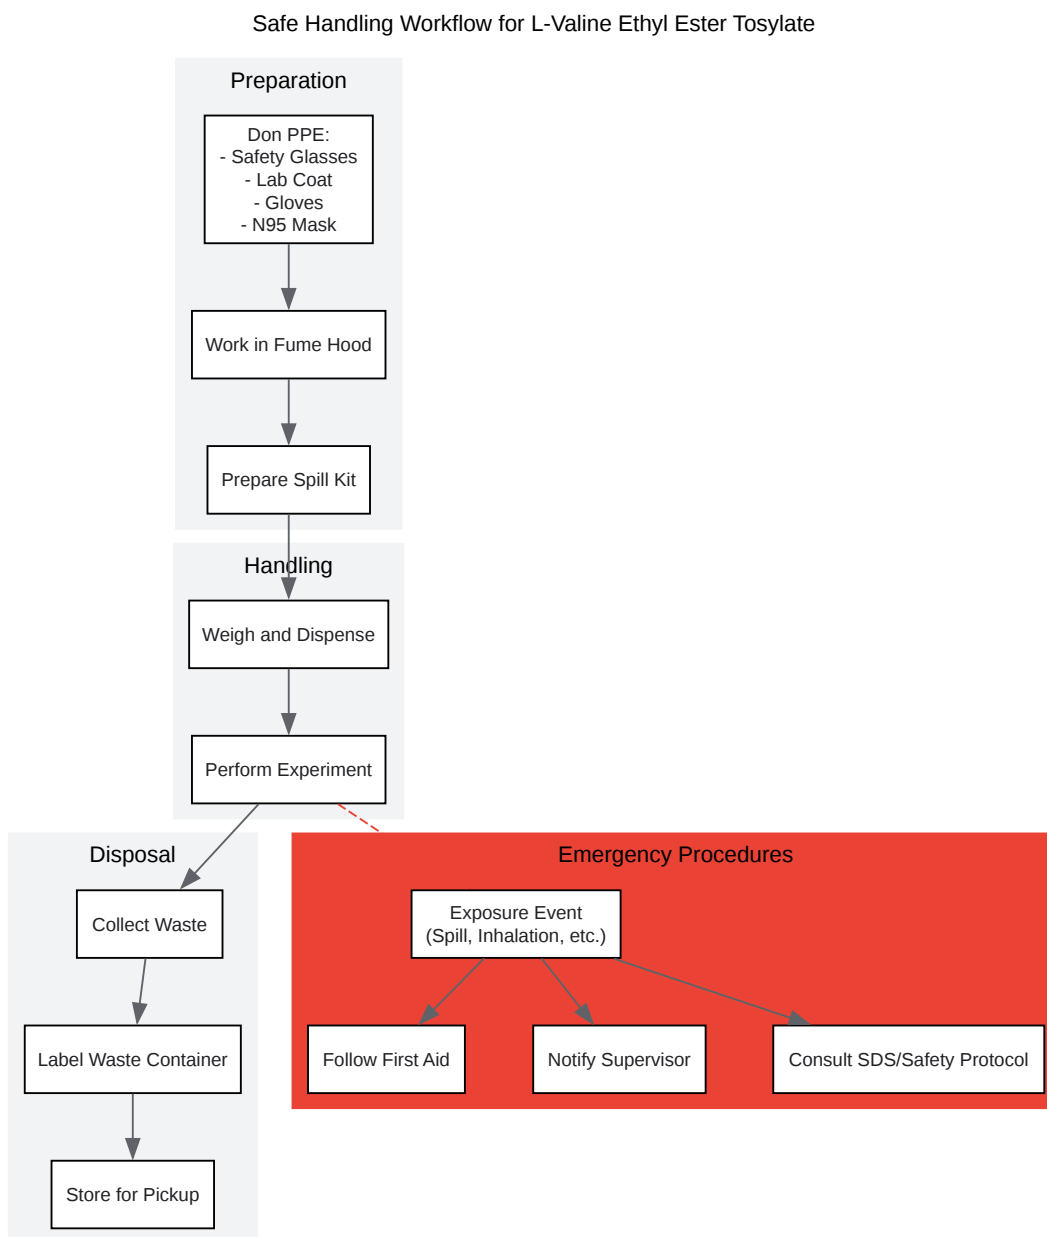 Safe Handling Workflow for L-Valine Ethyl Ester Tosylate
Preparation
Don PPE:
- Safety Glasses
- Lab Coat
- Gloves
- N95 Mask
Work in Fume Hood
Prepare Spill Kit
Handling
Weigh and Dispense
Perform Experiment
Disposal
Collect Waste
Label Waste Container
Store for Pickup
Emergency Procedures
Exposure Event
(Spill, Inhalation, etc.)
Follow First Aid
Notify Supervisor
Consult SDS/Safety Protocol